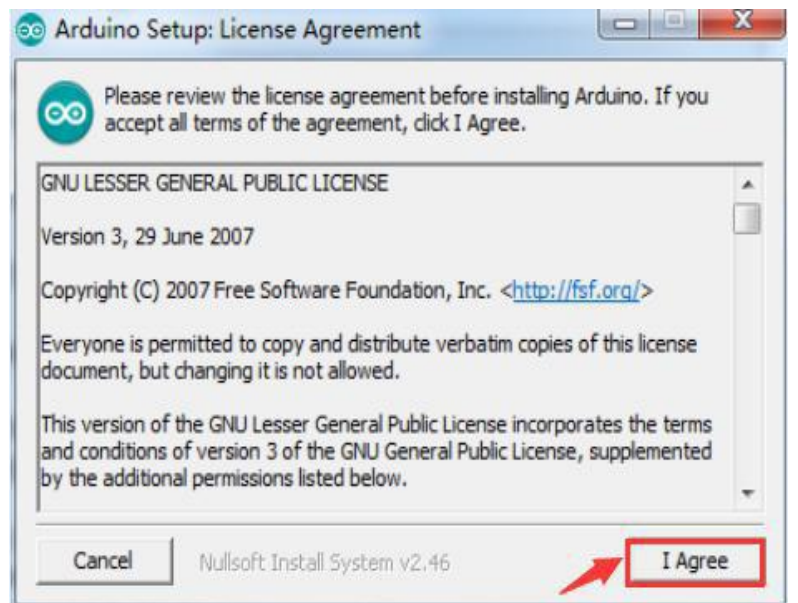 Arduino Setup: License Agreement
Please review the license agreement before installing Arduino. If you
accept all terms of the agreement, click I Agree.
GNU LESSER GENERAL PUBLIC LICENSE
Version 3, 29 June 2007
Copyright (C) 2007 Free Software Foundation, Inc. <http://fsf.org/>
Everyone is permitted to copy and distribute verbatim copies of this license
document, but changing it is not allowed.
This version of the GNU Lesser General Public License incorporates the terms
and conditions of version 3 of the GNU General Public License, supplemented
by the additional permissions listed below.
Cancel Nullsoft Install System v2.46 I Agree